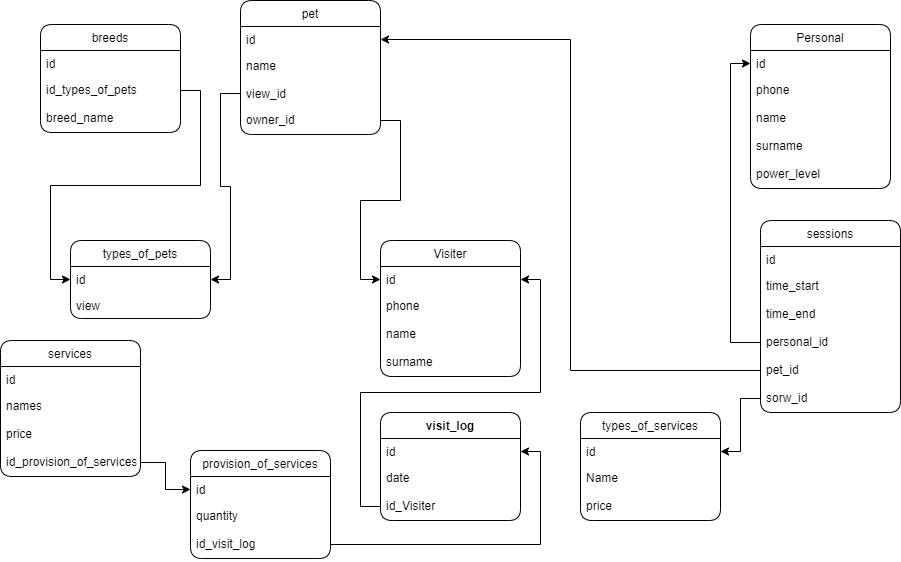 breeds
id
id_types_of_pets
breed_name
pet
id
name
view_id
owner_id
Personal
id
phone
name
surname
power_level
types_of_pets
id
view
Visiter
id
phone
name
surname
sessions
id
time_start
time_end
personal_id
pet_id
sorw_id
services
id
names
price
id_provision_of_services
provision_of_services
id
quantity
id_visit_log
visit_log
id
date
id_Visiter
types_of_services
id
Name
price